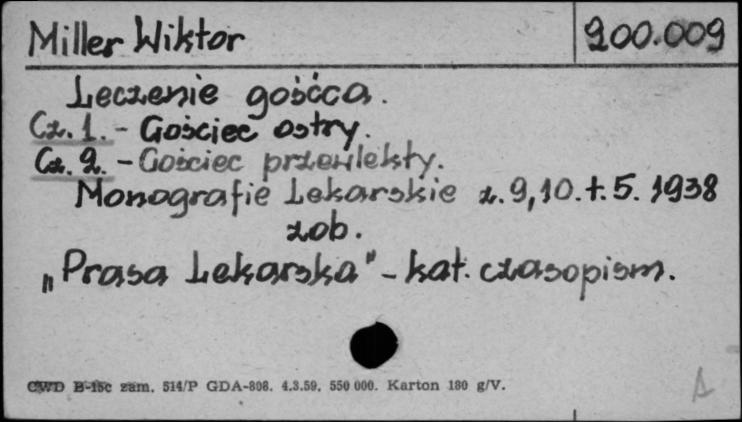 Miller Wiktor 200.009
Leczenie gośćca.
Cz. 1. - Gościec ostry.
Cz. 2. - Gościec przewlekły.
Monografie Lekarskie z. 9, 10. t. 5. 1938
zob.
„Prasa Lekarska" - kat. czasopism.
CWD B-15c zam. 514/P GDA-808. 4.3.59. 550 000. Karton 180 g/V.